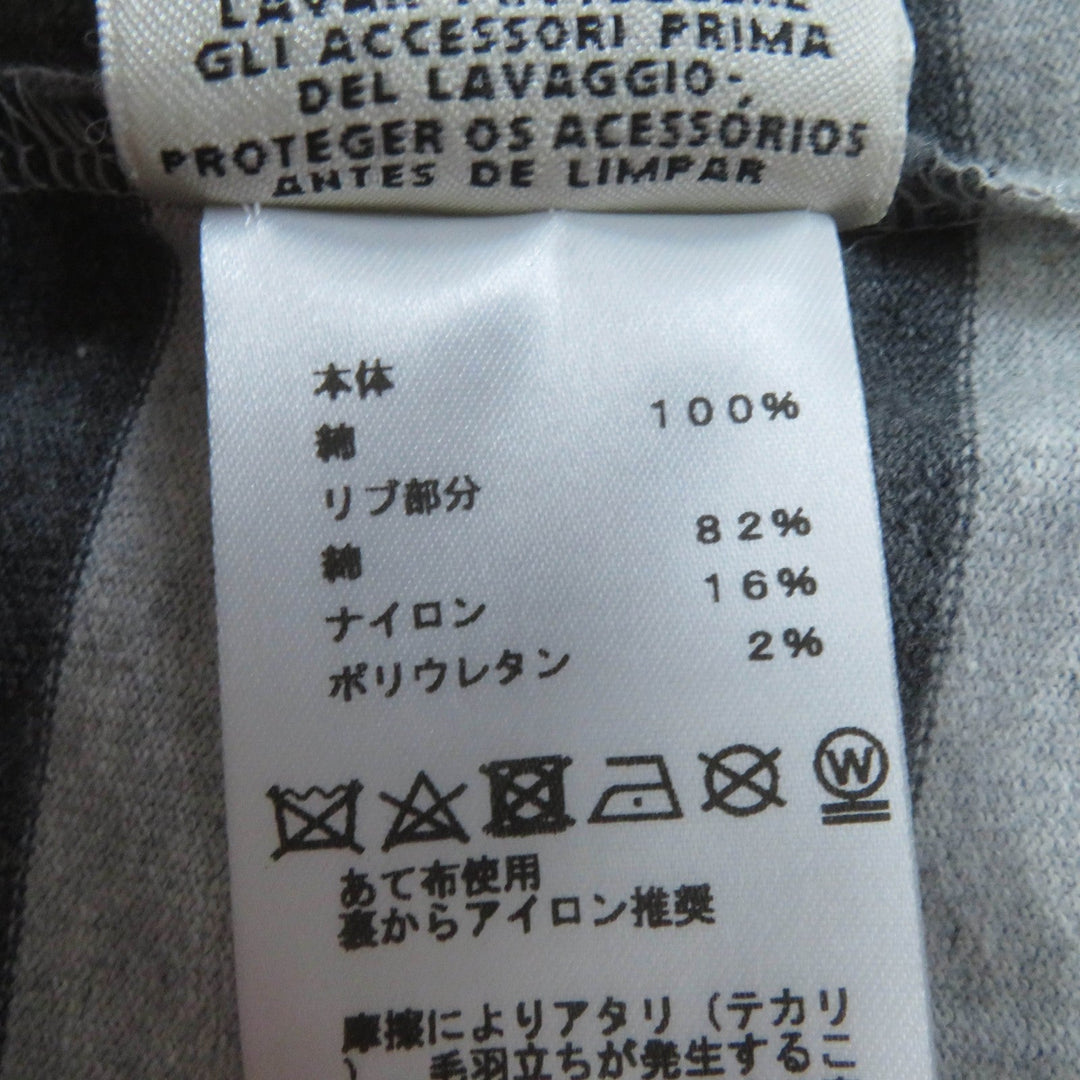 GLI ACCESSORI PRIMA
DEL LAVAGGIO-
PROTEGER OS ACESSÓRIOS
ANTES DE LIMPAR
本体
綿 100%
リブ部分
綿 82%
ナイロン 16%
ポリウレタン 2%
W
あて布使用
裏からアイロン推奨
摩擦によりアタリ（テカリ
）、毛羽立ちが発生するこ